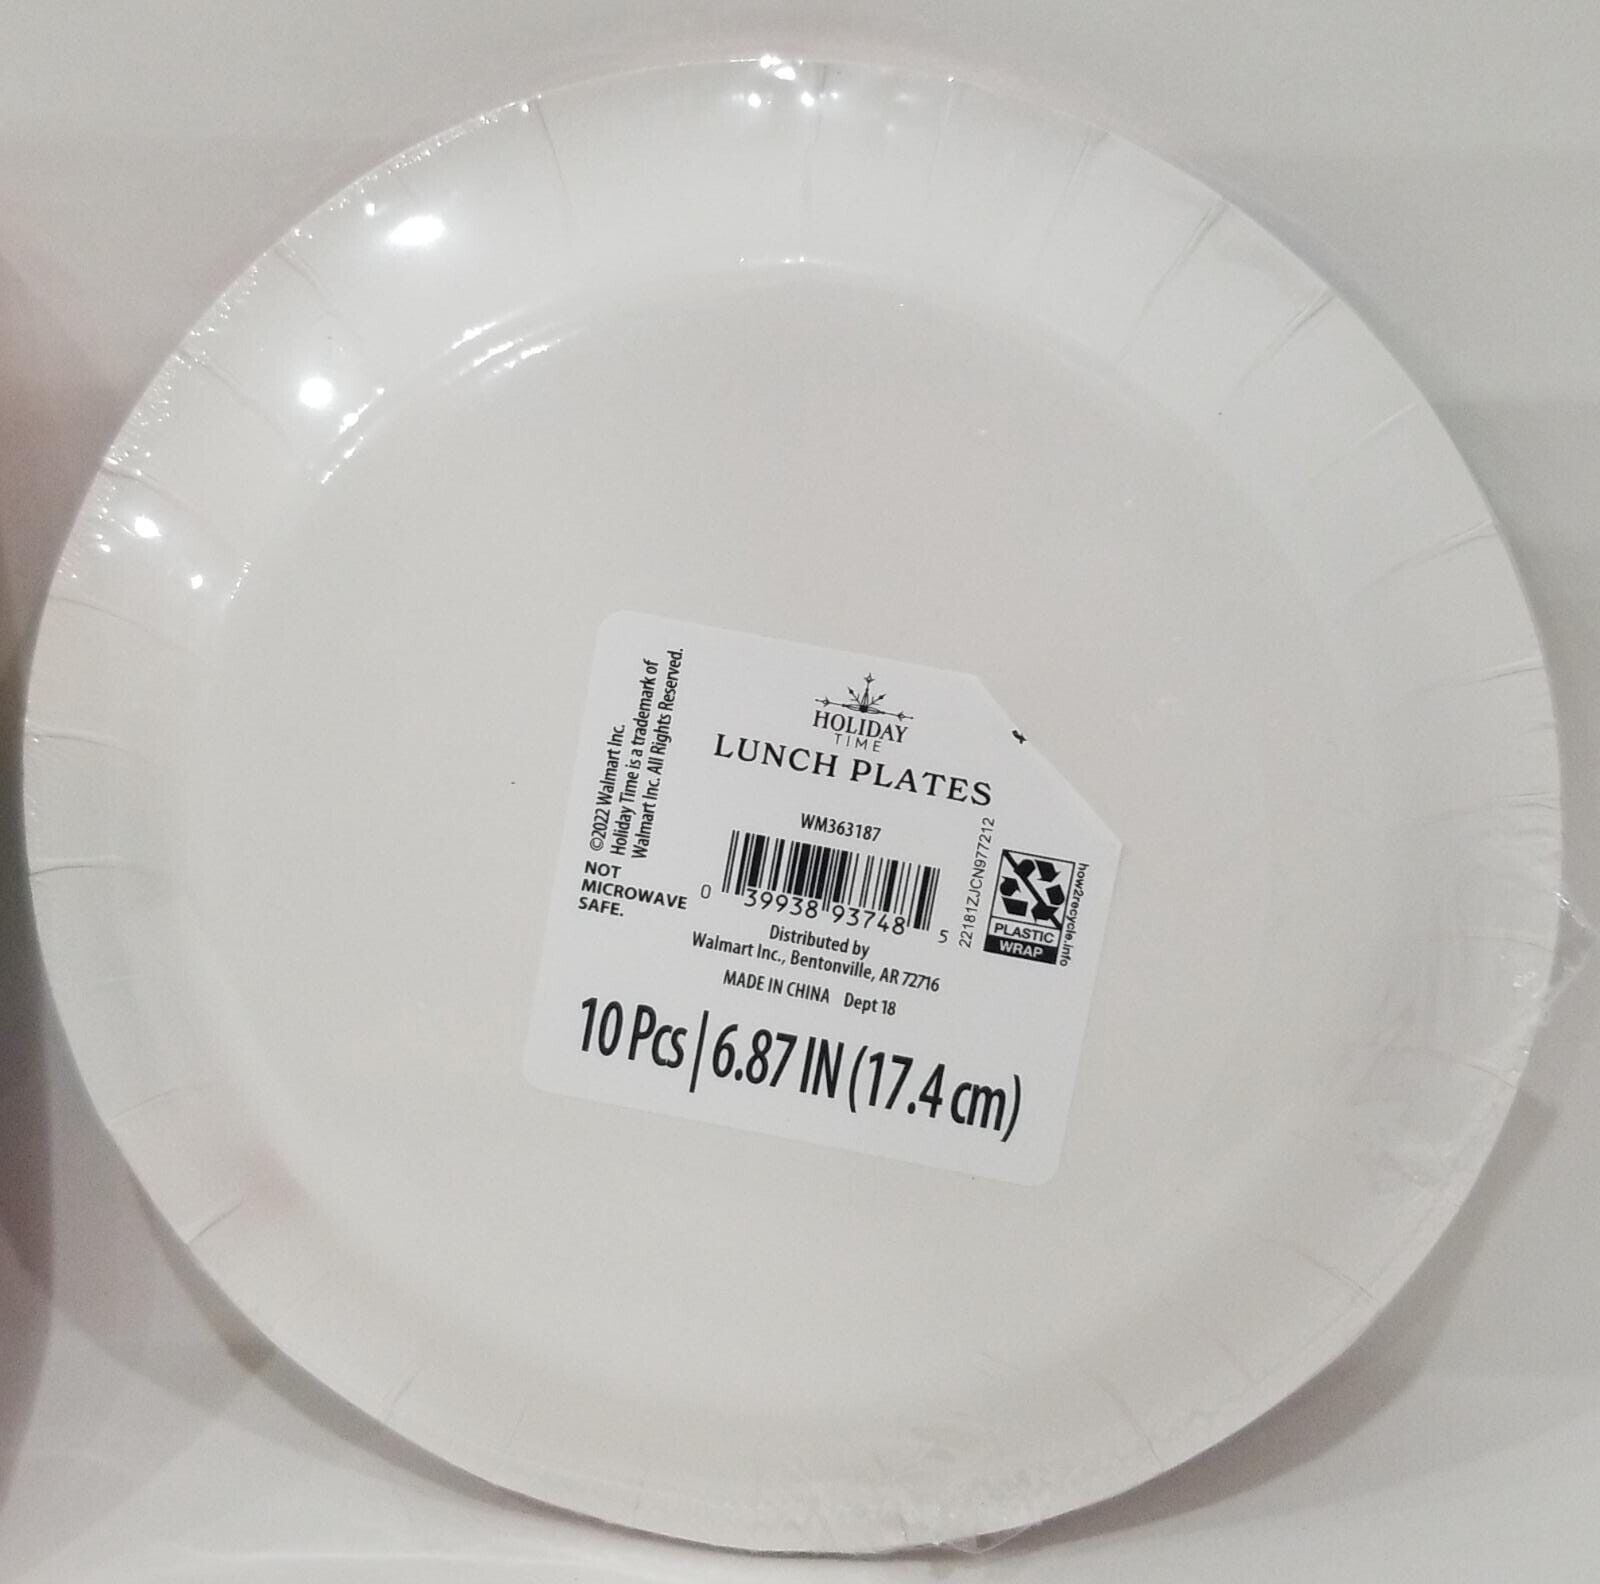 ©2022 Walmart Inc.
Holiday Time is a trademark of
Walmart Inc. All Rights Reserved.
HOLIDAY
TIME
LUNCH PLATES
WM363187
NOT
MICROWAVE
SAFE.
0 39938 93748 5
22181ZJCN977212
PLASTIC
WRAP
how2recycle.info
Distributed by
Walmart Inc., Bentonville, AR 72716
MADE IN CHINA Dept 18
10 Pcs | 6.87 IN (17.4 cm)